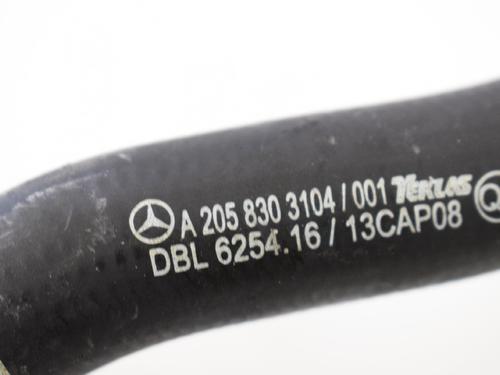 A 205 830 3104 / 001 TEKLAS Q
DBL 6254.16 / 13CAP08